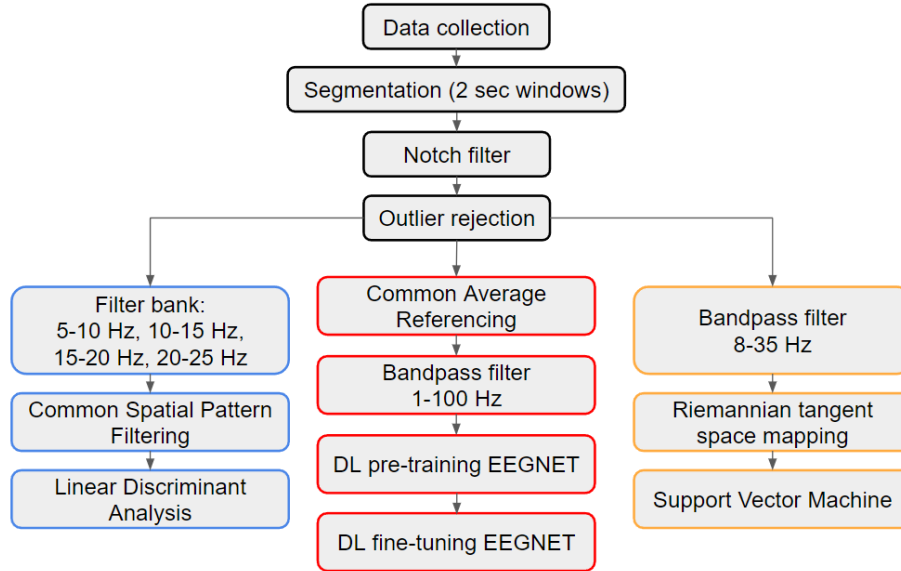 Data collection
Segmentation (2 sec windows)
Notch filter
Outlier rejection
Filter bank:
5-10 Hz, 10-15 Hz,
15-20 Hz, 20-25 Hz
Common Spatial Pattern
Filtering
Linear Discriminant
Analysis
Common Average
Referencing
Bandpass filter
1-100 Hz
DL pre-training EEGNET
DL fine-tuning EEGNET
Bandpass filter
8-35 Hz
Riemannian tangent
space mapping
Support Vector Machine